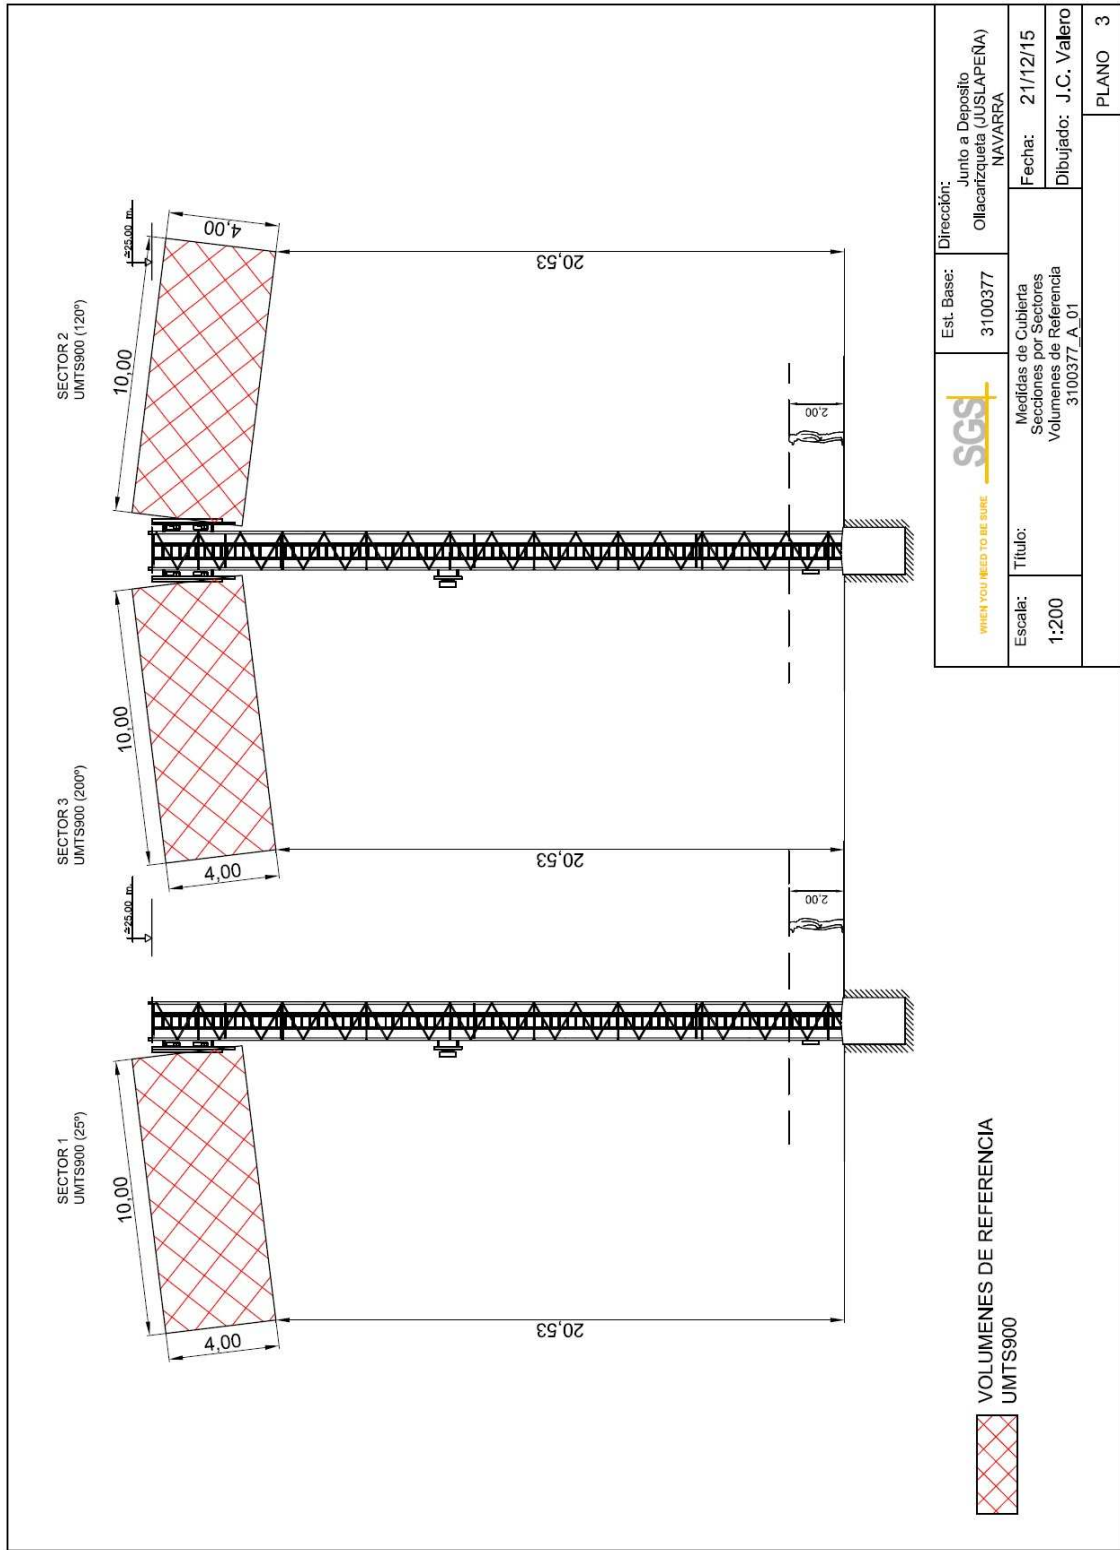 SECTOR 1
UMTS900 (25º)
10,00
4,00
20,53
±25.00 m.
2,00
SECTOR 3
UMTS900 (200º)
10,00
4,00
20,53
SECTOR 2
UMTS900 (120º)
10,00
4,00
20,53
±25.00 m.
2,00
VOLUMENES DE REFERENCIA
UMTS900
WHEN YOU NEED TO BE SURE
SGS
Est. Base:
3100377
Dirección:
Junto a Deposito
Ollacarizqueta (JUSLAPEÑA)
NAVARRA
Escala:
1:200
Título:
Medidas de Cubierta
Secciones por Sectores
Volumenes de Referencia
3100377_A_01
Fecha: 21/12/15
Dibujado: J.C. Valero
PLANO 3